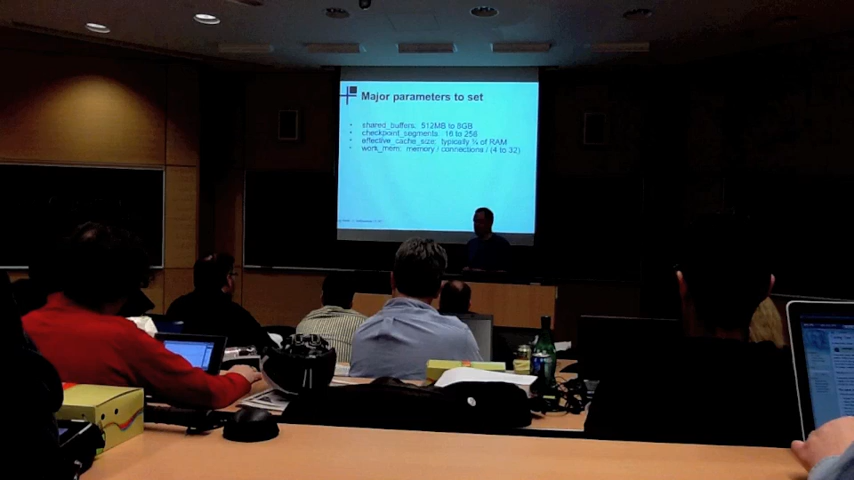 Major parameters to set
• shared_buffers: 512MB to 8GB
• checkpoint_segments: 16 to 256
• effective_cache_size: typically ¾ of RAM
• work_mem: memory / connections / (4 to 32)